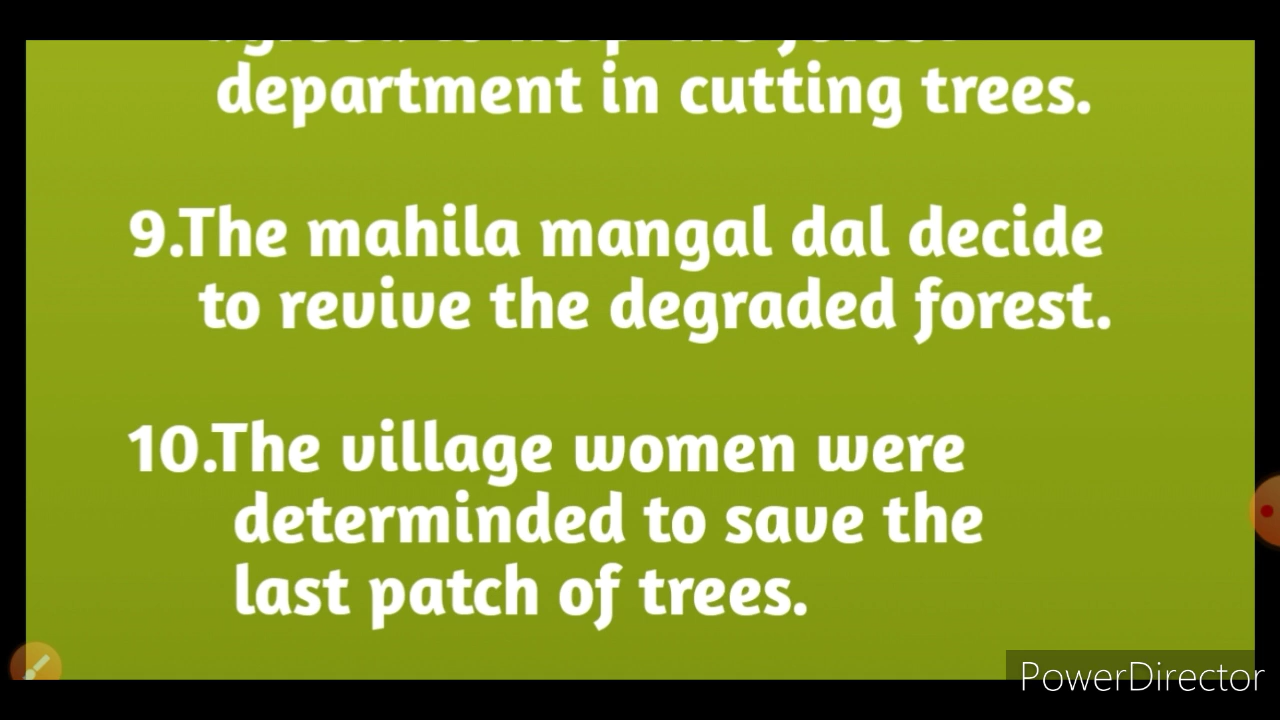 department in cutting trees.
9.The mahila mangal dal decide
to revive the degraded forest.
10.The village women were
determinded to save the
last patch of trees.
PowerDirector